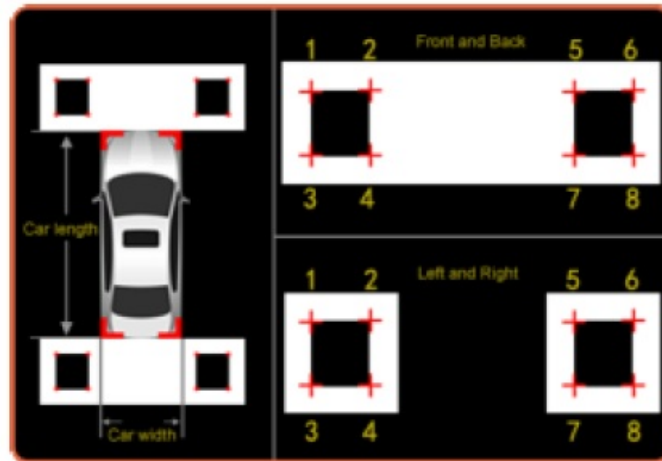 Car length
Car width
Front and Back
1 2 5 6
3 4 7 8
Left and Right
1 2 5 6
3 4 7 8